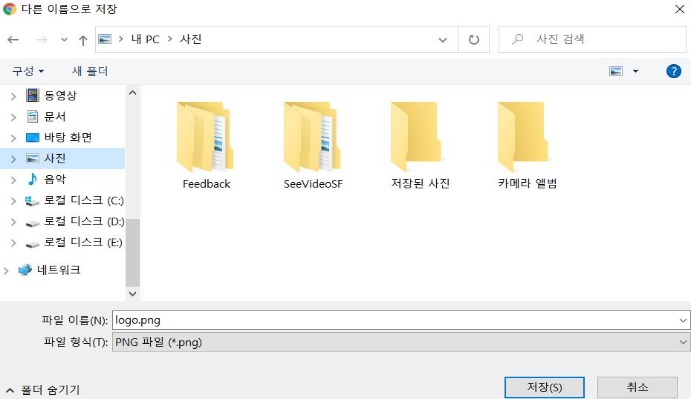 다른 이름으로 저장
내 PC
사진
사진 검색
구성
새 폴더
동영상
문서
바탕 화면
사진
음악
로컬 디스크 (C:)
로컬 디스크 (D:)
로컬 디스크 (E:)
네트워크
Feedback
SeeVideoSF
저장된 사진
카메라 앨범
파일 이름(N): logo.png
파일 형식(T): PNG 파일 (*.png)
폴더 숨기기
저장(S)
취소